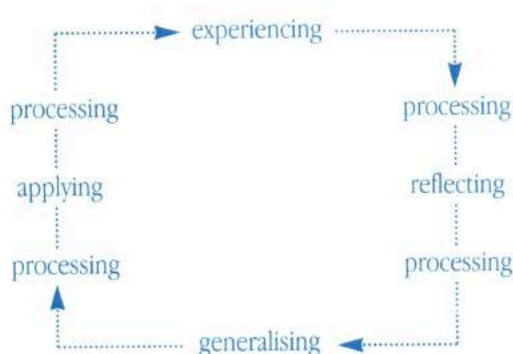 experiencing
processing processing
applying reflecting
processing processing
generalising